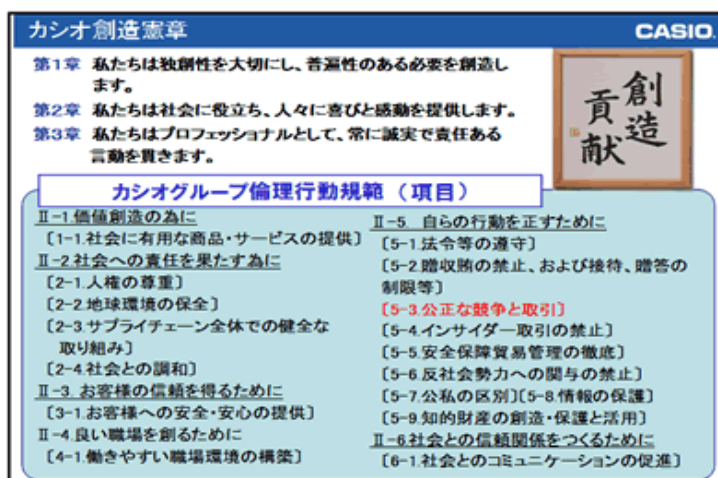 カシオ創造憲章
CASIO.
第1章 私たちは独創性を大切にし、普遍性のある必要を創造し
ます。
第2章 私たちは社会に役立ち、人々に喜びと感動を提供します。
第3章 私たちはプロフェッショナルとして、常に誠実で責任ある
言動を貫きます。
創造
貢献
カシオグループ倫理行動規範（項目）
Ⅱ-1.価値創造の為に
〔1-1.社会に有用な商品・サービスの提供〕
Ⅱ-2.社会への責任を果たす為に
〔2-1.人権の尊重〕
〔2-2.地球環境の保全〕
〔2-3.サプライチェーン全体での健全な
取り組み〕
〔2-4.社会との調和〕
Ⅱ-3. お客様の信頼を得るために
〔3-1.お客様への安全・安心の提供〕
Ⅱ-4.良い職場を創るために
〔4-1.働きやすい職場環境の構築〕
Ⅱ-5. 自らの行動を正すために
〔5-1.法令等の遵守〕
〔5-2.贈収賄の禁止、および接待、贈答の
制限等〕
〔5-3.公正な競争と取引〕
〔5-4.インサイダー取引の禁止〕
〔5-5.安全保障貿易管理の徹底〕
〔5-6.反社会勢力への関与の禁止〕
〔5-7.公私の区別〕〔5-8.情報の保護〕
〔5-9.知的財産の創造・保護と活用〕
Ⅱ-6社会との信頼関係をつくるために
〔6-1.社会とのコミュニケーションの促進〕